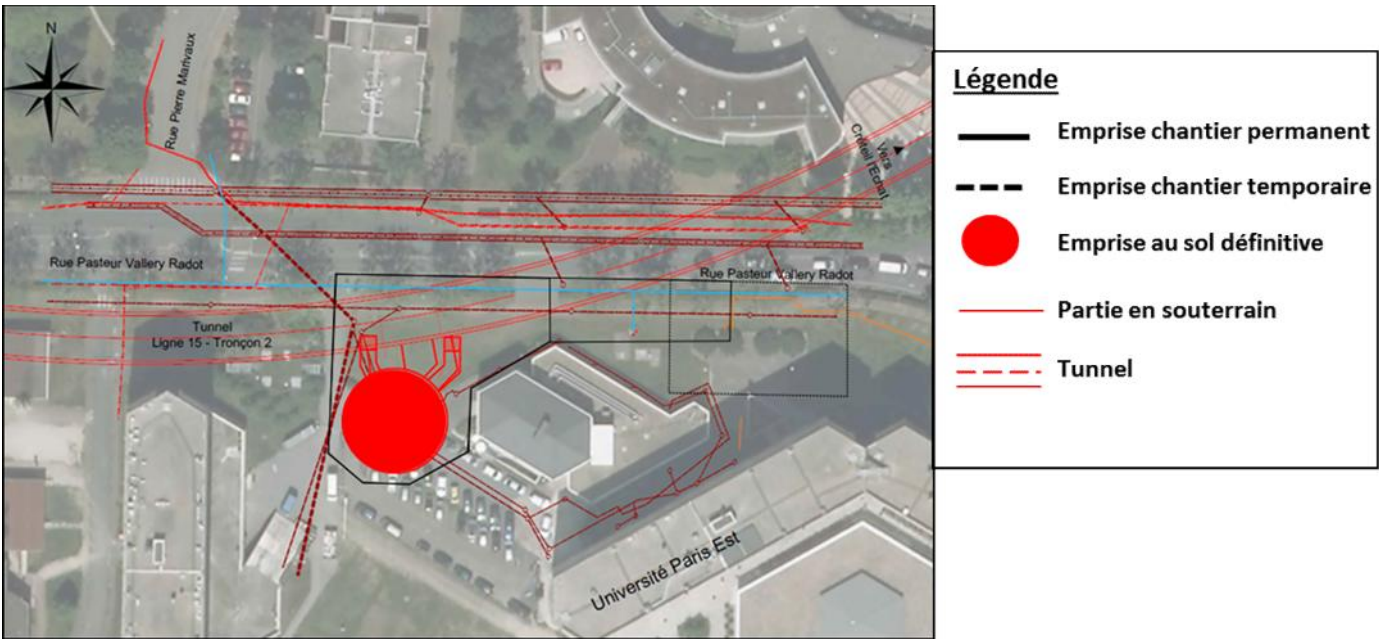 N
Rue Pierre Marivaux
Vers
Créteil l'Echat
Rue Pasteur Vallery Radot
Rue Pasteur Vallery Radot
Tunnel
Ligne 15 - Tronçon 2
Université Paris Est
Légende
Emprise chantier permanent
Emprise chantier temporaire
Emprise au sol définitive
Partie en souterrain
Tunnel